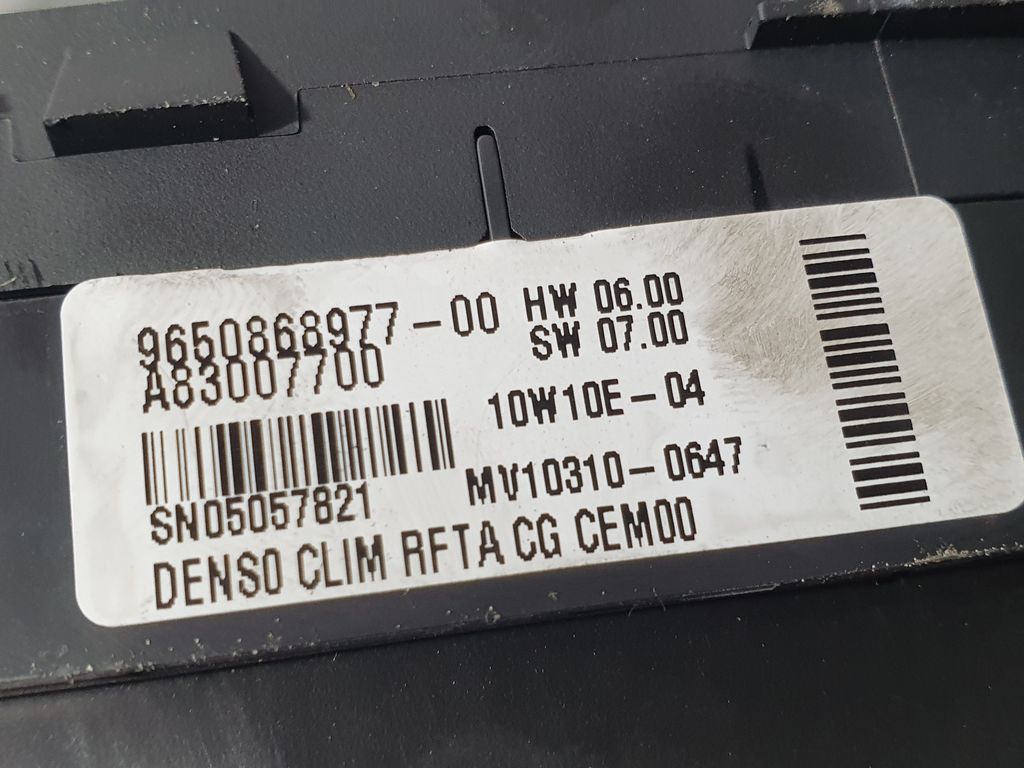 9650868977-00 HW 06.00
A83007700 SW 07.00
10W10E-04
SN05057821 MV10310-0647
DENSO CLIM RFTA CG CEM00